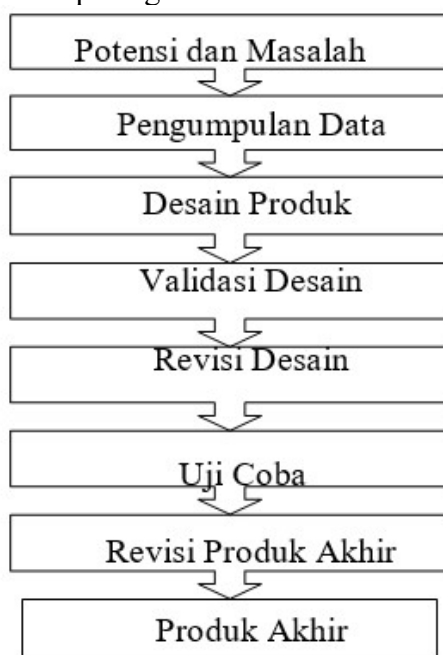 Potensi dan Masalah
Pengumpulan Data
Desain Produk
Validasi Desain
Revisi Desain
Uji Coba
Revisi Produk Akhir
Produk Akhir